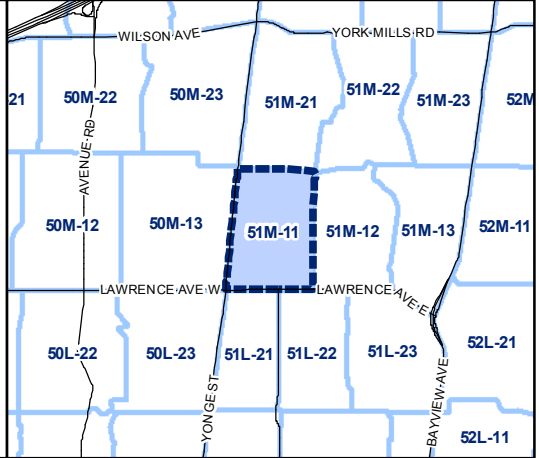 WILSON AVE
YORK MILLS RD
21
50M-22
50M-23
51M-21
51M-22
51M-23
52M
AVENUE RD
50M-12
50M-13
51M-11
51M-12
51M-13
52M-11
LAWRENCE AVE W
LAWRENCE AVE E
50L-22
50L-23
51L-21
51L-22
51L-23
52L-21
YONGE ST
BAYVIEW AVE
52L-11